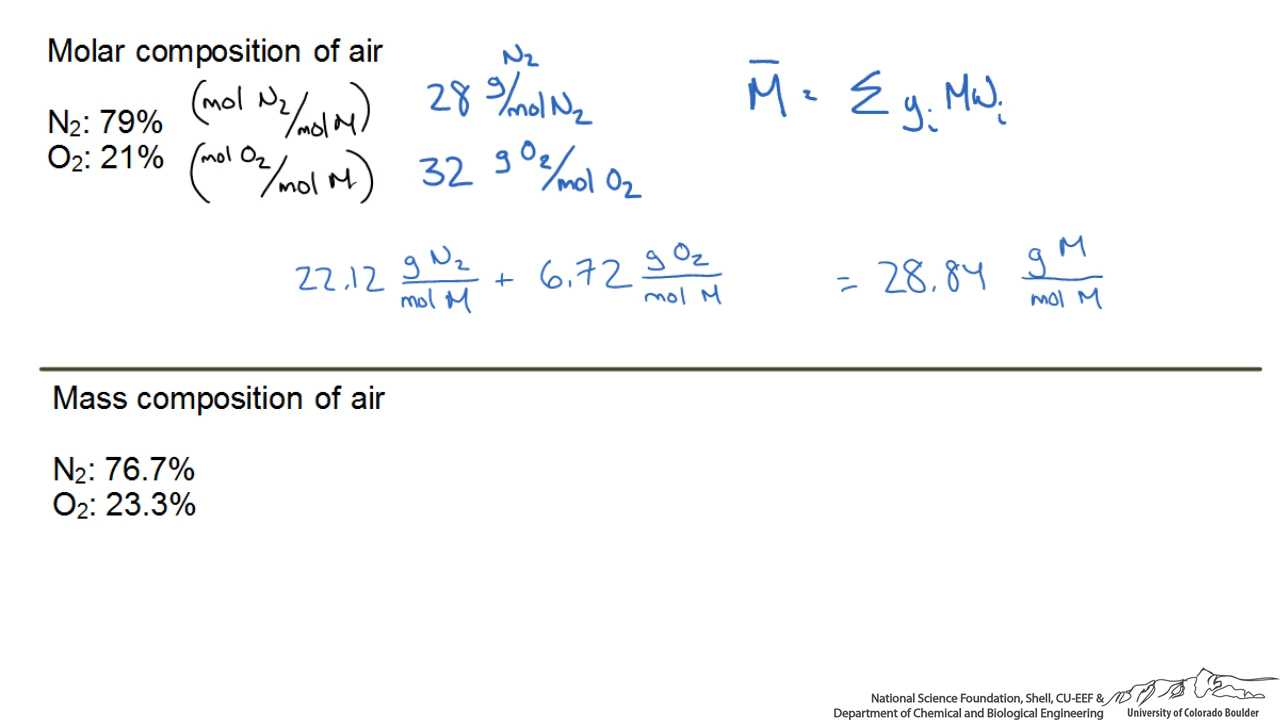 Molar composition of air
N₂: 79% (mol N₂/mol M) 28 g N₂/mol N₂
O₂: 21% (mol O₂/mol M) 32 g O₂/mol O₂
M̅ = Σ yᵢ MWᵢ
22.12 g N₂/mol M + 6.72 g O₂/mol M = 28.84 g M/mol M
Mass composition of air
N₂: 76.7%
O₂: 23.3%
National Science Foundation, Shell, CU-EEF &
Department of Chemical and Biological Engineering
University of Colorado Boulder